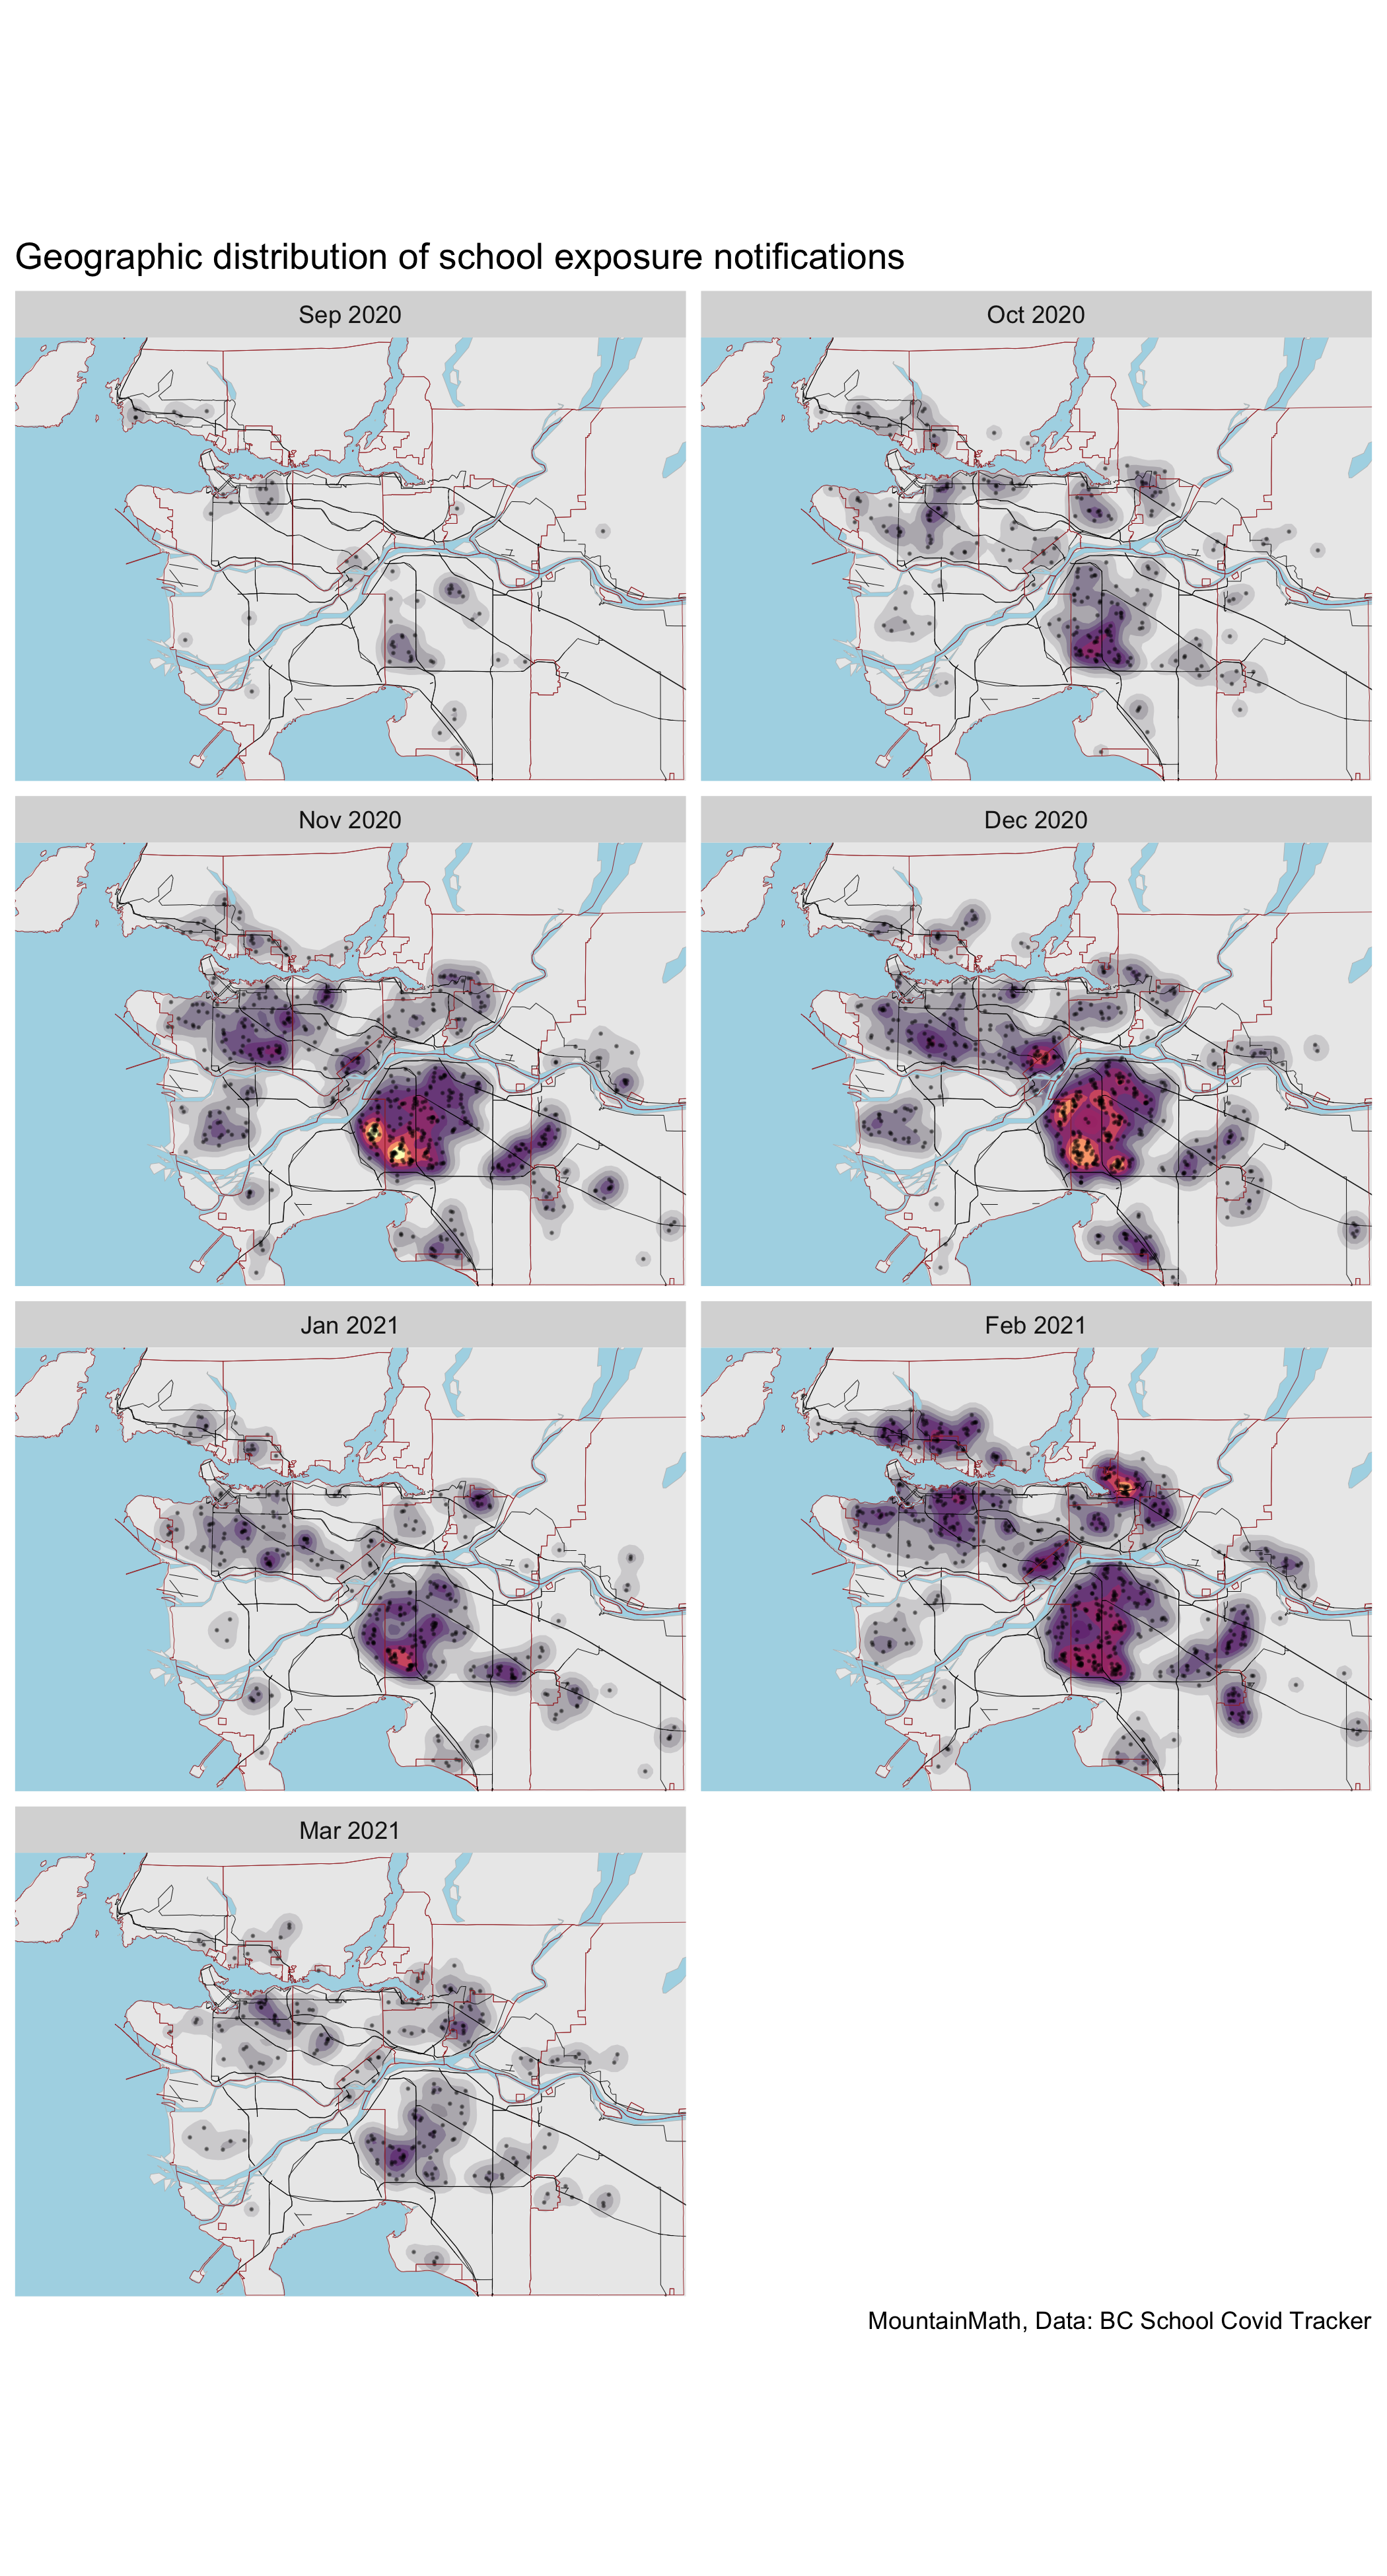 Geographic distribution of school exposure notifications
Sep 2020
Oct 2020
Nov 2020
Dec 2020
Jan 2021
Feb 2021
Mar 2021
MountainMath, Data: BC School Covid Tracker